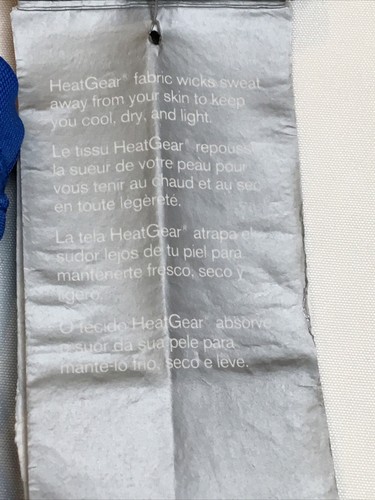 HeatGear® fabric wicks sweat
away from your skin to keep
you cool, dry, and light.
Le tissu HeatGear® repousse
la sueur de votre peau pour
vous tenir au chaud et au sec
en toute légèreté.
La tela HeatGear® atrapa el
sudor lejos de tu piel para
mantenerte fresco, seco y
ligero.
O tecido HeatGear® absorve
o suor da sua pele para
mantê-lo frio, seco e leve.